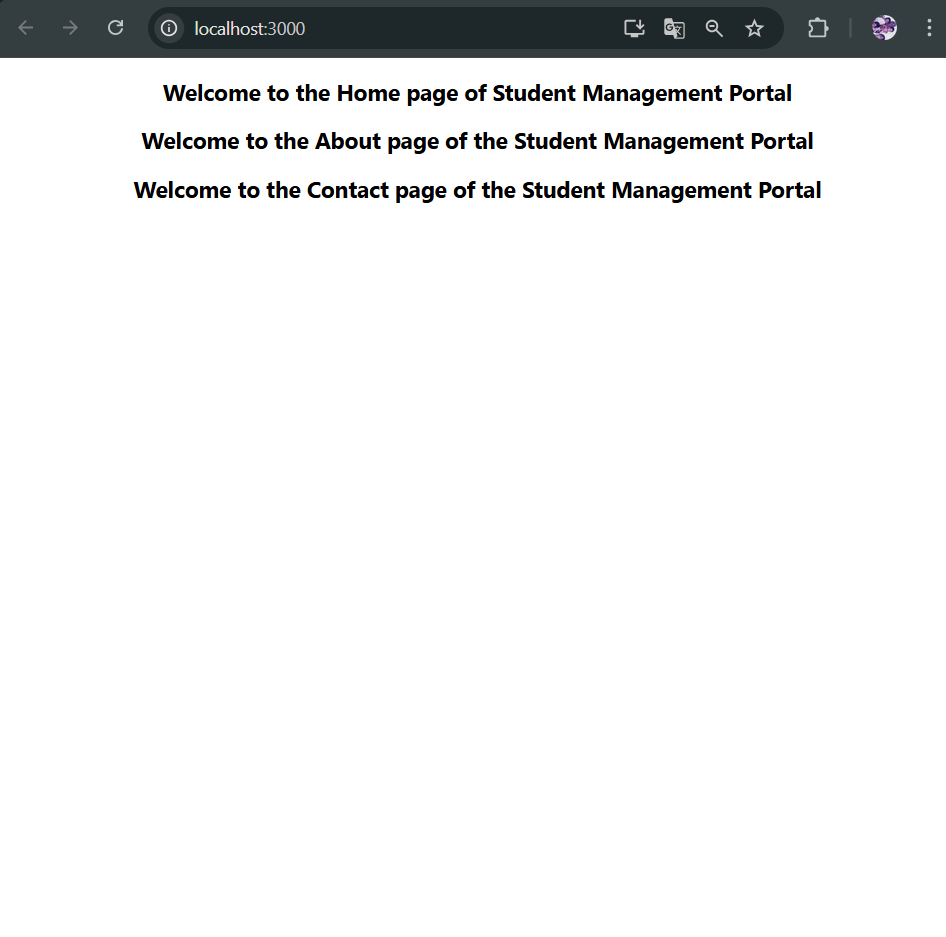 localhost:3000
Welcome to the Home page of Student Management Portal
Welcome to the About page of the Student Management Portal
Welcome to the Contact page of the Student Management Portal